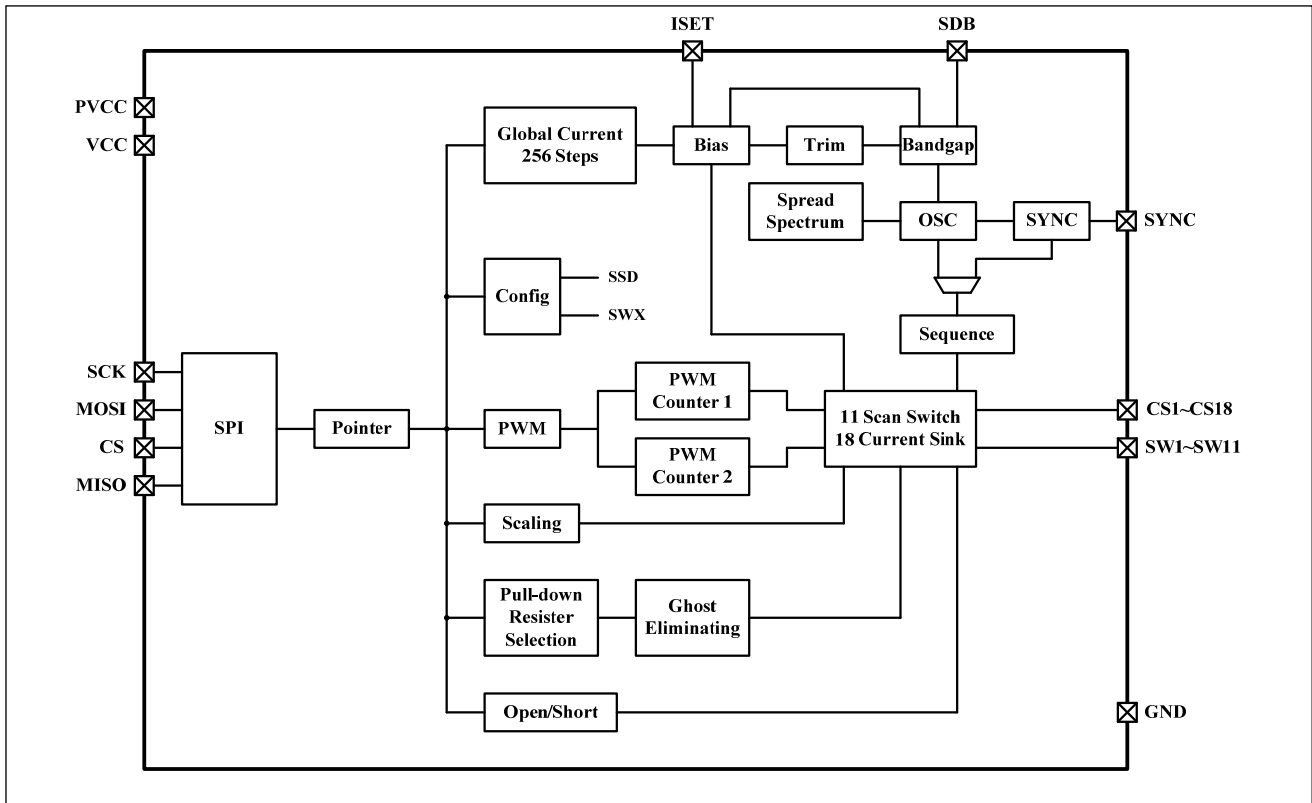 ISET
SDB
PVCC
VCC
Global Current
256 Steps
Bias
Trim
Bandgap
Spread
Spectrum
OSC
SYNC
SYNC
Config
SSD
SWX
Sequence
SCK
MOSI
CS
MISO
SPI
Pointer
PWM
PWM
Counter 1
PWM
Counter 2
11 Scan Switch
18 Current Sink
CS1~CS18
SW1~SW11
Scaling
Pull-down
Resister
Selection
Ghost
Eliminating
Open/Short
GND